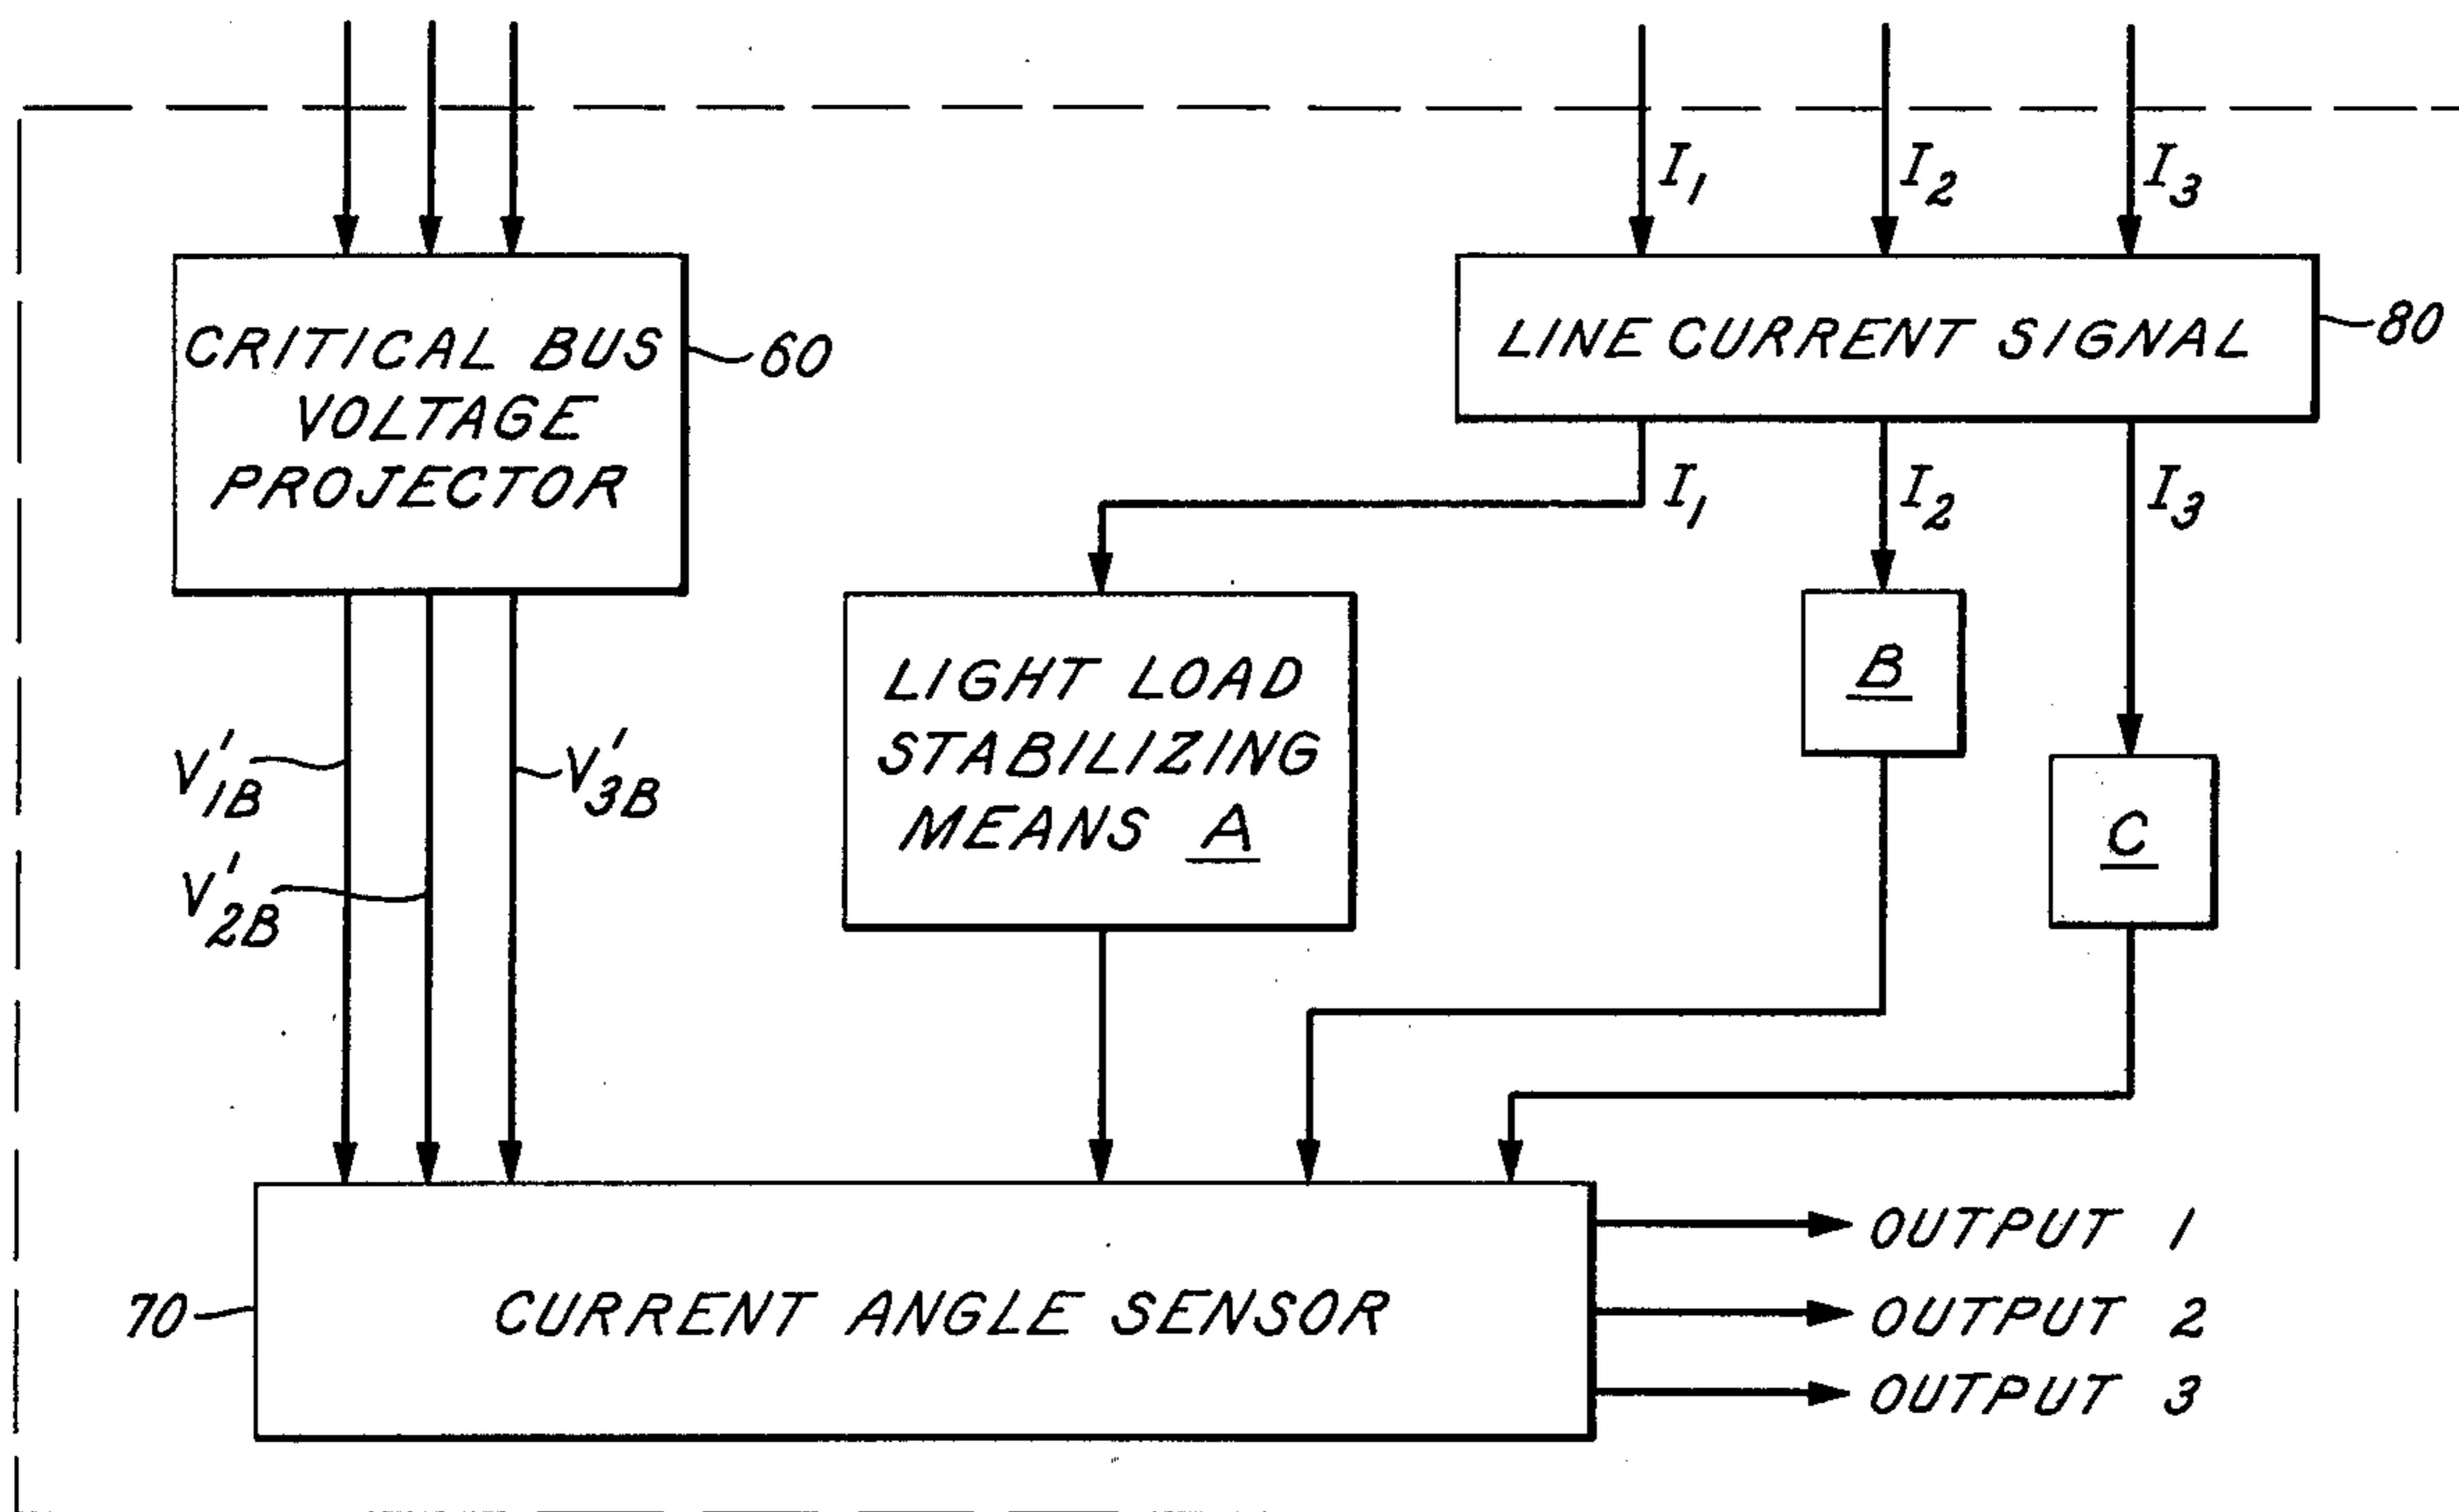 I1
I2
I3
CRITICAL BUS
VOLTAGE
PROJECTOR
60
LINE CURRENT SIGNAL
80
I1
I2
I3
LIGHT LOAD
STABILIZING
MEANS A
B
C
V'1B
V'3B
V'2B
70
CURRENT ANGLE SENSOR
OUTPUT 1
OUTPUT 2
OUTPUT 3